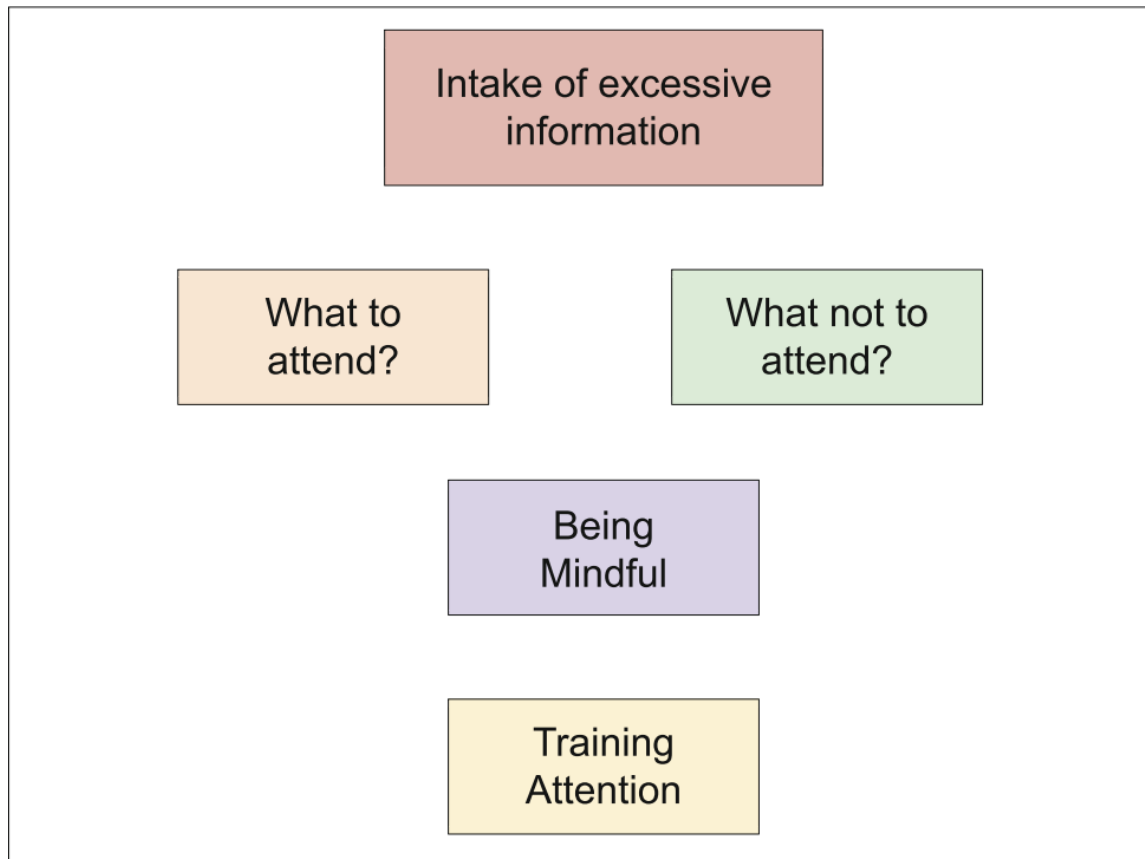 Intake of excessive
information
What to
attend?
What not to
attend?
Being
Mindful
Training
Attention